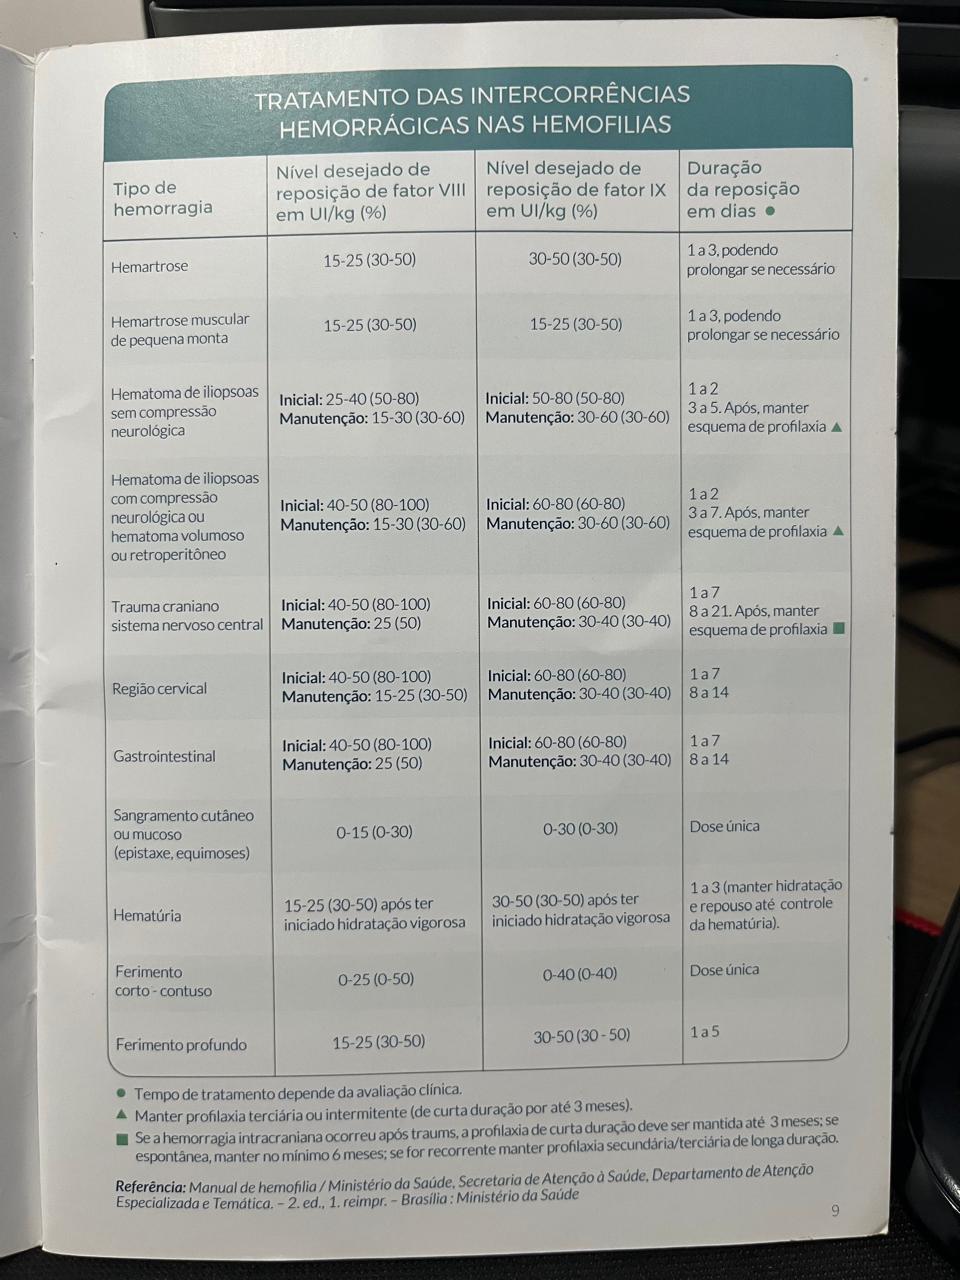 TRATAMENTO DAS INTERCORRÊNCIAS
HEMORRÁGICAS NAS HEMOFILIAS
Tipo de
hemorragia
Nível desejado de
reposição de fator VIII
em UI/kg (%)
Nível desejado de
reposição de fator IX
em UI/kg (%)
Duração
da reposição
em dias ●
Hemartrose
15-25 (30-50)
30-50 (30-50)
1 a 3, podendo
prolongar se necessário
Hemartrose muscular
de pequena monta
15-25 (30-50)
15-25 (30-50)
1 a 3, podendo
prolongar se necessário
Hematoma de iliopsoas
sem compressão
neurológica
Inicial: 25-40 (50-80)
Manutenção: 15-30 (30-60)
Inicial: 50-80 (50-80)
Manutenção: 30-60 (30-60)
1 a 2
3 a 5. Após, manter
esquema de profilaxia ▲
Hematoma de iliopsoas
com compressão
neurológica ou
hematoma volumoso
ou retroperitôneo
Inicial: 40-50 (80-100)
Manutenção: 15-30 (30-60)
Inicial: 60-80 (60-80)
Manutenção: 30-60 (30-60)
1 a 2
3 a 7. Após, manter
esquema de profilaxia ▲
Trauma craniano
sistema nervoso central
Inicial: 40-50 (80-100)
Manutenção: 25 (50)
Inicial: 60-80 (60-80)
Manutenção: 30-40 (30-40)
1 a 7
8 a 21. Após, manter
esquema de profilaxia ■
Região cervical
Inicial: 40-50 (80-100)
Manutenção: 15-25 (30-50)
Inicial: 60-80 (60-80)
Manutenção: 30-40 (30-40)
1 a 7
8 a 14
Gastrointestinal
Inicial: 40-50 (80-100)
Manutenção: 25 (50)
Inicial: 60-80 (60-80)
Manutenção: 30-40 (30-40)
1 a 7
8 a 14
Sangramento cutâneo
ou mucoso
(epistaxe, equimoses)
0-15 (0-30)
0-30 (0-30)
Dose única
Hematúria
15-25 (30-50) após ter
iniciado hidratação vigorosa
30-50 (30-50) após ter
iniciado hidratação vigorosa
1 a 3 (manter hidratação
e repouso até controle
da hematúria).
Ferimento
corto - contuso
0-25 (0-50)
0-40 (0-40)
Dose única
Ferimento profundo
15-25 (30-50)
30-50 (30 - 50)
1 a 5
● Tempo de tratamento depende da avaliação clínica.
▲ Manter profilaxia terciária ou intermitente (de curta duração por até 3 meses).
■ Se a hemorragia intracraniana ocorreu após traums, a profilaxia de curta duração deve ser mantida até 3 meses; se
espontânea, manter no mínimo 6 meses; se for recorrente manter profilaxia secundária/terciária de longa duração.
Referência: Manual de hemofilia / Ministério da Saúde, Secretaria de Atenção à Saúde, Departamento de Atenção
Especializada e Temática. – 2. ed., 1. reimpr. – Brasília : Ministério da Saúde
9